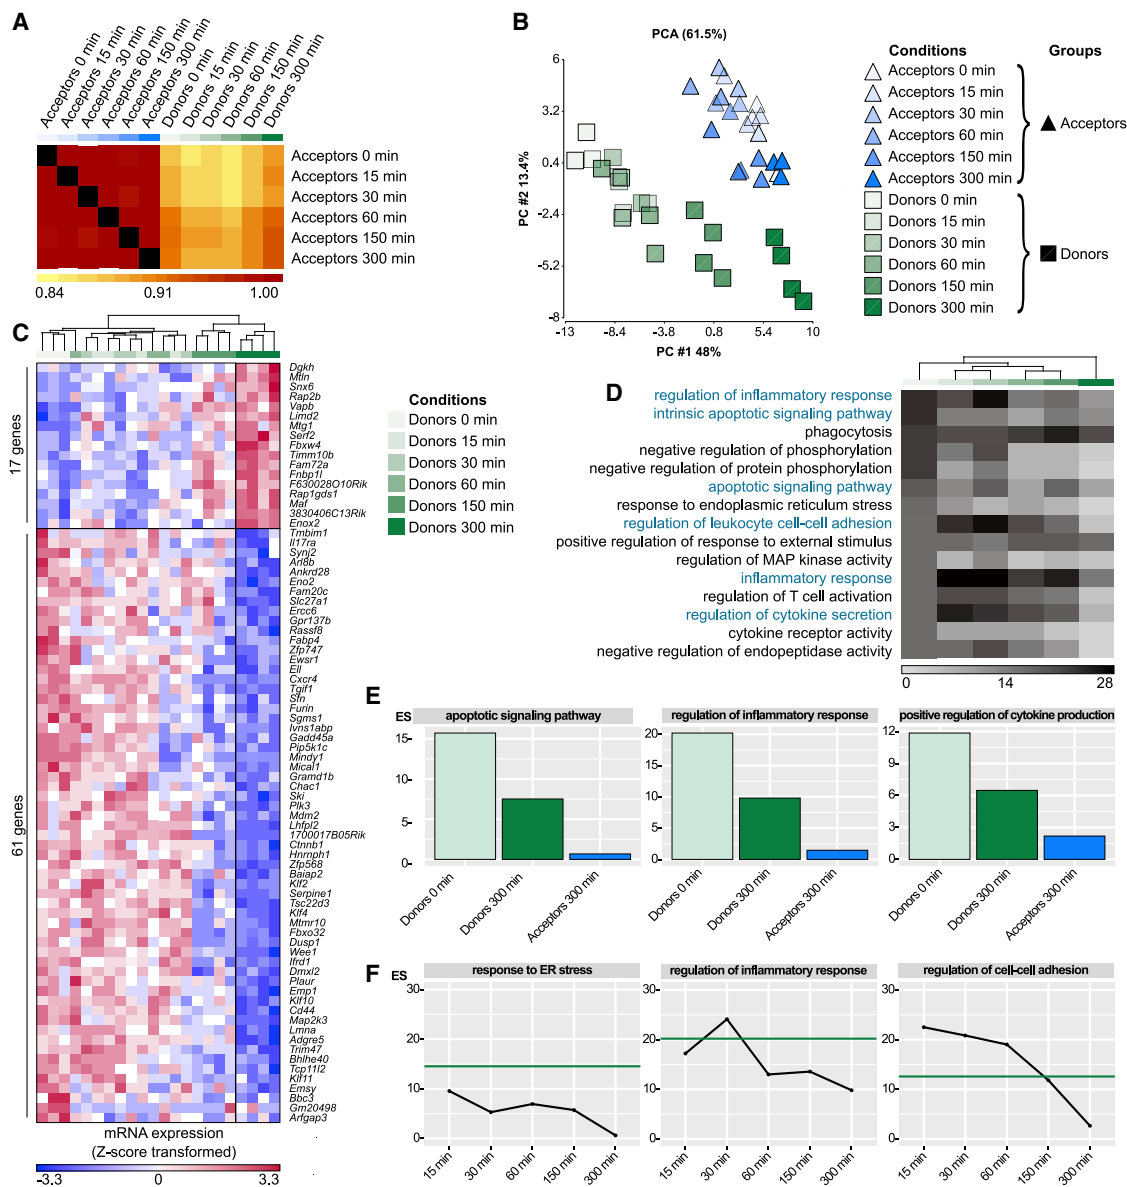 A
Acceptors 0 min
Acceptors 15 min
Acceptors 30 min
Acceptors 60 min
Acceptors 150 min
Acceptors 300 min
Donors 0 min
Donors 15 min
Donors 30 min
Donors 60 min
Donors 150 min
Donors 300 min
Acceptors 0 min
Acceptors 15 min
Acceptors 30 min
Acceptors 60 min
Acceptors 150 min
Acceptors 300 min
0.84 0.91 1.00
B
PCA (61.5%)
PC #2 13.4%
6
3.2
0.4
-2.4
-5.2
-8
-13 -8.4 -3.8 0.8 5.4 10
PC #1 48%
Conditions Groups
Acceptors 0 min
Acceptors 15 min
Acceptors 30 min
Acceptors 60 min
Acceptors 150 min
Acceptors 300 min
Donors 0 min
Donors 15 min
Donors 30 min
Donors 60 min
Donors 150 min
Donors 300 min
Acceptors
Donors
C
17 genes
61 genes
Dgkh
Mtln
Snx6
Rap2b
Vapb
Limd2
Mtg1
Serf2
Fbxw4
Timm10b
Fam72a
Fnbp1l
F630028O10Rik
Rap1gds1
Maf
3830406C13Rik
Enox2
Tmbim1
Il17ra
Synj2
Arl8b
Ankrd28
Eno2
Fam20c
Slc27a1
Ercc6
Gpr137b
Rassf8
Fabp4
Zfp747
Ewsr1
Ell
Cxcr4
Tgif1
Sfn
Furin
Sgms1
Ivns1abp
Gadd45a
Pip5k1c
Mindy1
Mical1
Gramd1b
Chac1
Ski
Plk3
Mdm2
Lhfpl2
1700017B05Rik
Ctnnb1
Hnrnph1
Zfp568
Baiap2
Klf2
Serpine1
Tsc22d3
Klf4
Mtmr10
Fbxo32
Dusp1
Wee1
Ifrd1
Dmxl2
Plaur
Emp1
Klf10
Cd44
Map2k3
Lmna
Adgre5
Trim47
Bhlhe40
Tcp11l2
Klf11
Emsy
Bbc3
Gm20498
Arfgap3
mRNA expression
(Z-score transformed)
-3.3 0 3.3
Conditions
Donors 0 min
Donors 15 min
Donors 30 min
Donors 60 min
Donors 150 min
Donors 300 min
D
regulation of inflammatory response
intrinsic apoptotic signaling pathway
phagocytosis
negative regulation of phosphorylation
negative regulation of protein phosphorylation
apoptotic signaling pathway
response to endoplasmic reticulum stress
regulation of leukocyte cell-cell adhesion
positive regulation of response to external stimulus
regulation of MAP kinase activity
inflammatory response
regulation of T cell activation
regulation of cytokine secretion
cytokine receptor activity
negative regulation of endopeptidase activity
0 14 28
E
ES
apoptotic signaling pathway
15
10
5
0
Donors 0 min
Donors 300 min
Acceptors 300 min
regulation of inflammatory response
20
15
10
5
0
Donors 0 min
Donors 300 min
Acceptors 300 min
positive regulation of cytokine production
12
9
6
3
0
Donors 0 min
Donors 300 min
Acceptors 300 min
F
ES
response to ER stress
30
20
10
0
15 min
30 min
60 min
150 min
300 min
regulation of inflammatory response
30
20
10
0
15 min
30 min
60 min
150 min
300 min
regulation of cell-cell adhesion
30
20
10
0
15 min
30 min
60 min
150 min
300 min